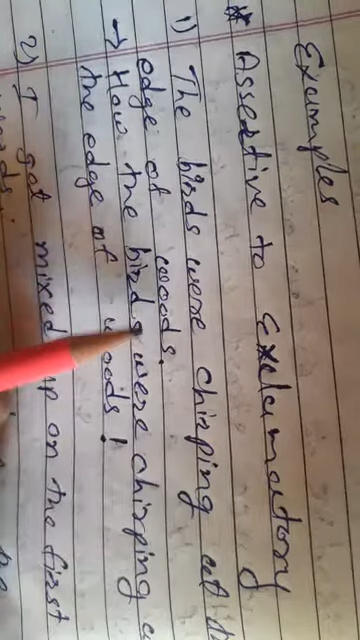 Examples
* Assertive to Exclamatory
1) The birds were chirping at
edge of woods.
→ How the birds were chirping
the edge of woods!
2) I got mixed up on the first
words.